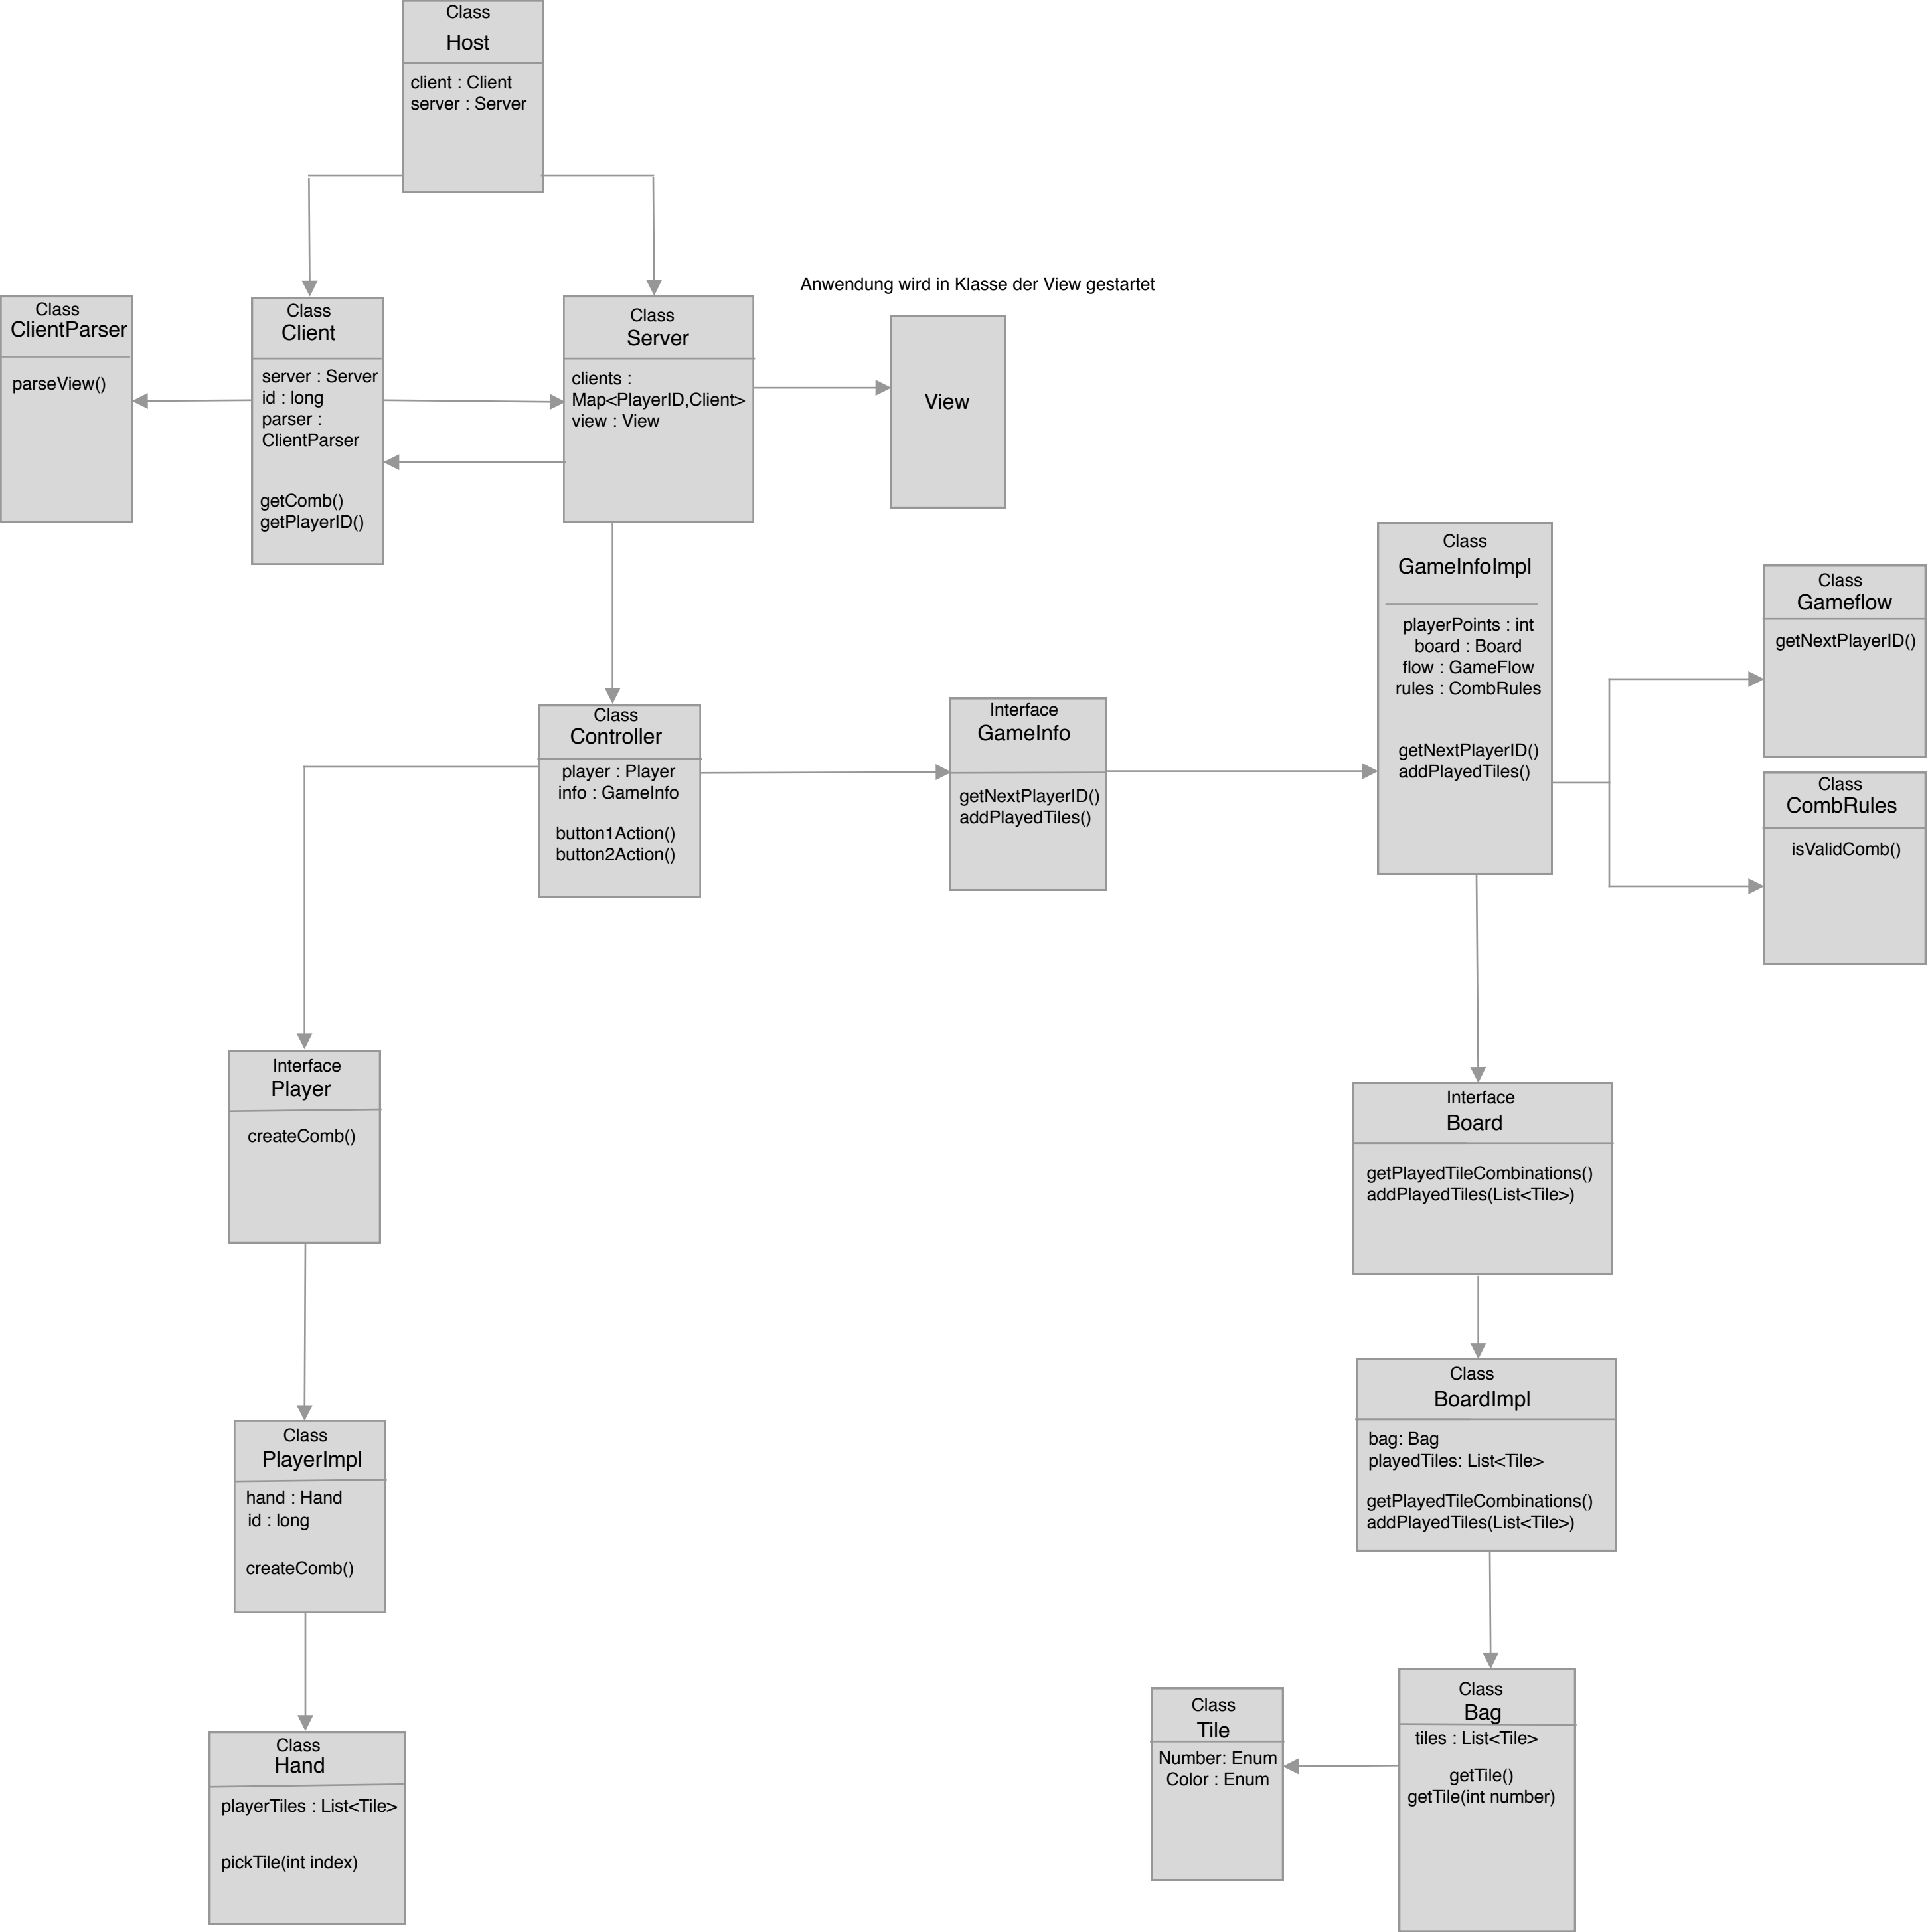 Class
Host
client : Client
server : Server
Anwendung wird in Klasse der View gestartet
Class
ClientParser
parseView()
Class
Client
server : Server
id : long
parser :
ClientParser
getComb()
getPlayerID()
Class
Server
clients :
Map<PlayerID,Client>
view : View
View
Class
GameInfoImpl
playerPoints : int
board : Board
flow : GameFlow
rules : CombRules
getNextPlayerID()
addPlayedTiles()
Class
Gameflow
getNextPlayerID()
Class
CombRules
isValidComb()
Class
Controller
player : Player
info : GameInfo
button1Action()
button2Action()
Interface
GameInfo
getNextPlayerID()
addPlayedTiles()
Interface
Player
createComb()
Interface
Board
getPlayedTileCombinations()
addPlayedTiles(List<Tile>)
Class
BoardImpl
bag: Bag
playedTiles: List<Tile>
getPlayedTileCombinations()
addPlayedTiles(List<Tile>)
Class
PlayerImpl
hand : Hand
id : long
createComb()
Class
Hand
playerTiles : List<Tile>
pickTile(int index)
Class
Tile
Number: Enum
Color : Enum
Class
Bag
tiles : List<Tile>
getTile()
getTile(int number)